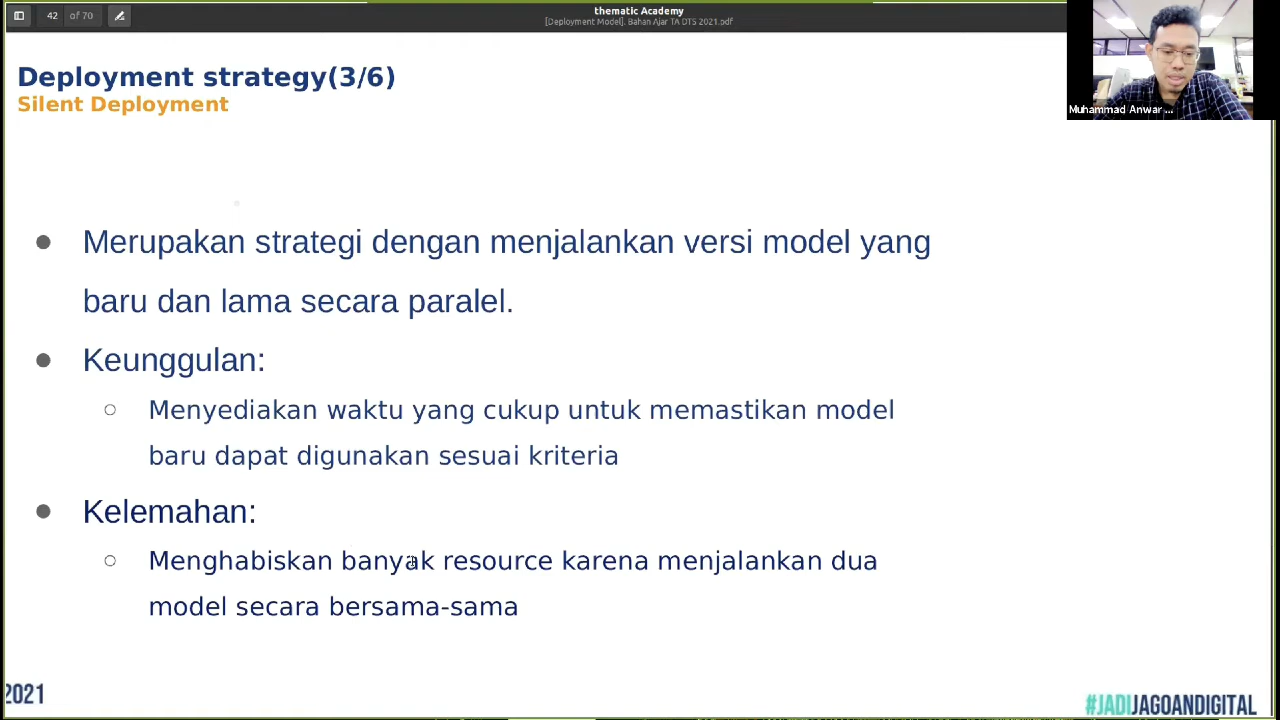 42 of 70
thematic Academy
[Deployment Model]. Bahan Ajar TA DTS 2021.pdf
Muhammad Anwar ...
Deployment strategy(3/6)
Silent Deployment
Merupakan strategi dengan menjalankan versi model yang
baru dan lama secara paralel.
Keunggulan:
Menyediakan waktu yang cukup untuk memastikan model
baru dapat digunakan sesuai kriteria
Kelemahan:
Menghabiskan banyak resource karena menjalankan dua
model secara bersama-sama
2021
#JADIJAGOANDIGITAL